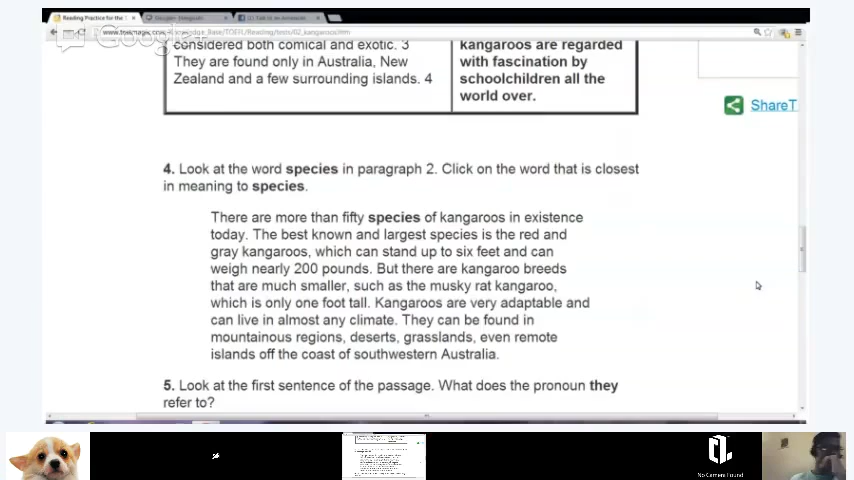 Reading Practice for the
Google+
considered both comical and exotic. 3
They are found only in Australia, New
Zealand and a few surrounding islands. 4
kangaroos are regarded
with fascination by
schoolchildren all the
world over.
ShareT
4. Look at the word species in paragraph 2. Click on the word that is closest
in meaning to species.
There are more than fifty species of kangaroos in existence
today. The best known and largest species is the red and
gray kangaroos, which can stand up to six feet and can
weigh nearly 200 pounds. But there are kangaroo breeds
that are much smaller, such as the musky rat kangaroo,
which is only one foot tall. Kangaroos are very adaptable and
can live in almost any climate. They can be found in
mountainous regions, deserts, grasslands, even remote
islands off the coast of southwestern Australia.
5. Look at the first sentence of the passage. What does the pronoun they
refer to?
No Camera Found